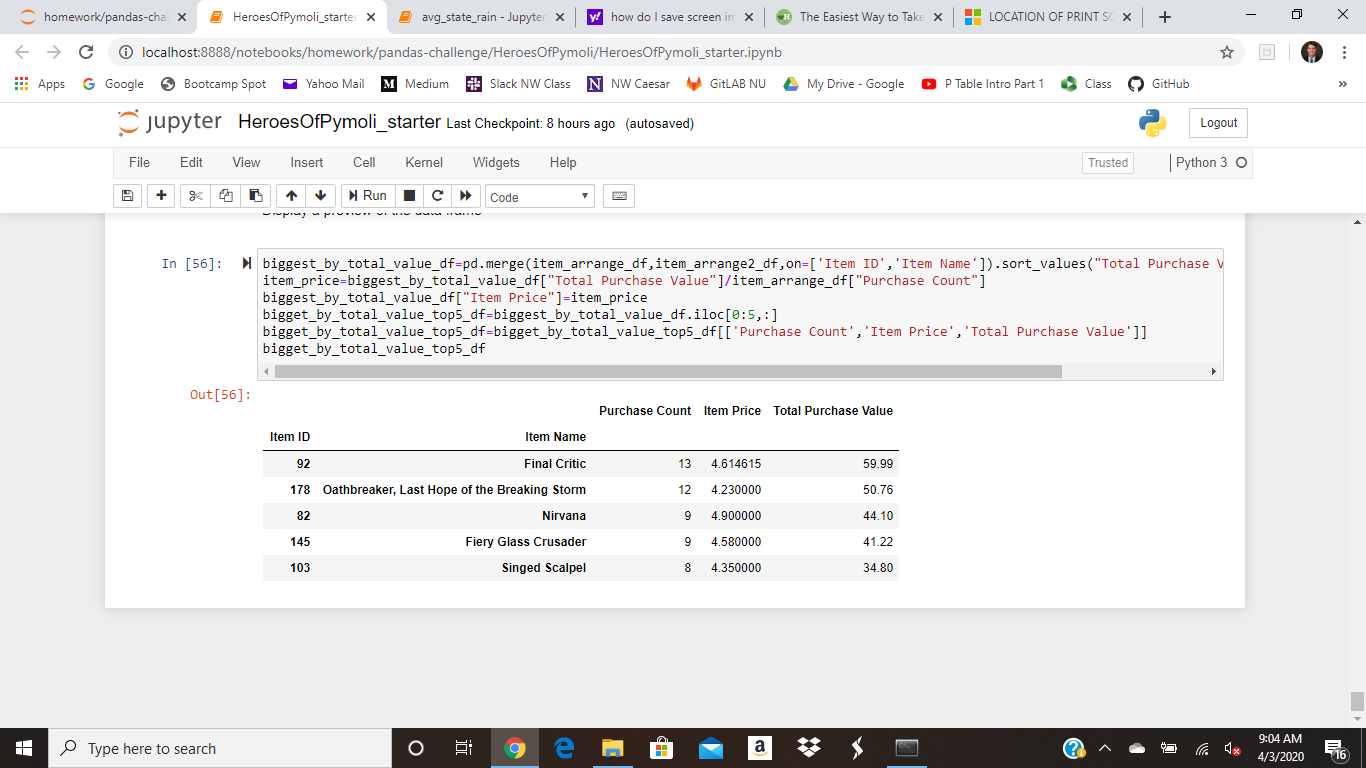 homework/pandas-chal
HeroesOfPymoli_starter
avg_state_rain - Jupyter
how do I save screen im
The Easiest Way to Take
LOCATION OF PRINT SC
localhost:8888/notebooks/homework/pandas-challenge/HeroesOfPymoli/HeroesOfPymoli_starter.ipynb
Apps Google Bootcamp Spot Yahoo Mail Medium Slack NW Class NW Caesar GitLAB NU My Drive - Google P Table Intro Part 1 Class GitHub »
jupyter HeroesOfPymoli_starter Last Checkpoint: 8 hours ago (autosaved) Logout
File Edit View Insert Cell Kernel Widgets Help Trusted Python 3
Run Code
Display a preview of the data frame
In [56]:
biggest_by_total_value_df=pd.merge(item_arrange_df,item_arrange2_df,on=['Item ID','Item Name']).sort_values("Total Purchase V
item_price=biggest_by_total_value_df["Total Purchase Value"]/item_arrange_df["Purchase Count"]
biggest_by_total_value_df["Item Price"]=item_price
bigget_by_total_value_top5_df=biggest_by_total_value_df.iloc[0:5,:]
bigget_by_total_value_top5_df=bigget_by_total_value_top5_df[['Purchase Count','Item Price','Total Purchase Value']]
bigget_by_total_value_top5_df
Out[56]:
Purchase Count Item Price Total Purchase Value
Item ID Item Name
92 Final Critic 13 4.614615 59.99
178 Oathbreaker, Last Hope of the Breaking Storm 12 4.230000 50.76
82 Nirvana 9 4.900000 44.10
145 Fiery Glass Crusader 9 4.580000 41.22
103 Singed Scalpel 8 4.350000 34.80
Type here to search
9:04 AM
4/3/2020
16